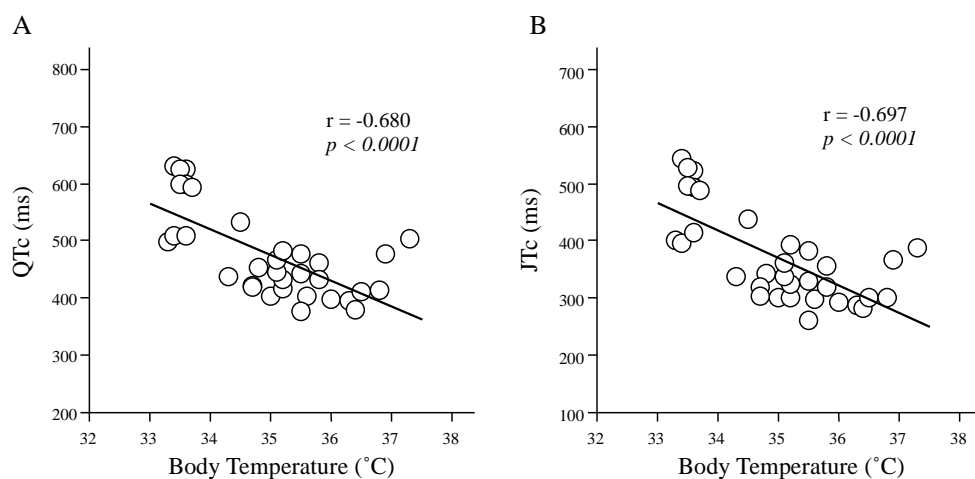 A
800
700
600
500
400
300
200
QTc (ms)
r = -0.680
p < 0.0001
32 33 34 35 36 37 38
Body Temperature (˚C)
B
700
600
500
400
300
200
100
JTc (ms)
r = -0.697
p < 0.0001
32 33 34 35 36 37 38
Body Temperature (˚C)